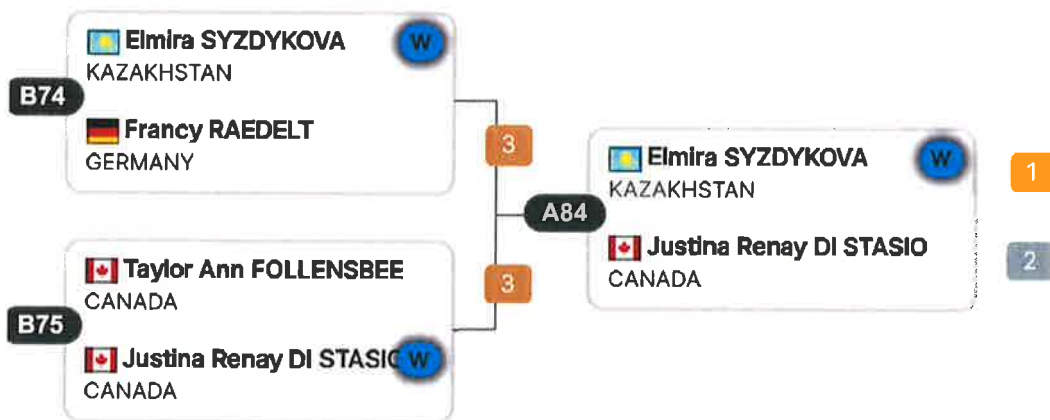 Elmira SYZDYKOVA
W
KAZAKHSTAN
B74
Francy RAEDELT
GERMANY
3
Elmira SYZDYKOVA
W
KAZAKHSTAN
1
A84
Taylor Ann FOLLENSBEE
CANADA
3
Justina Renay DI STASIO
CANADA
2
B75
Justina Renay DI STASIO
W
CANADA